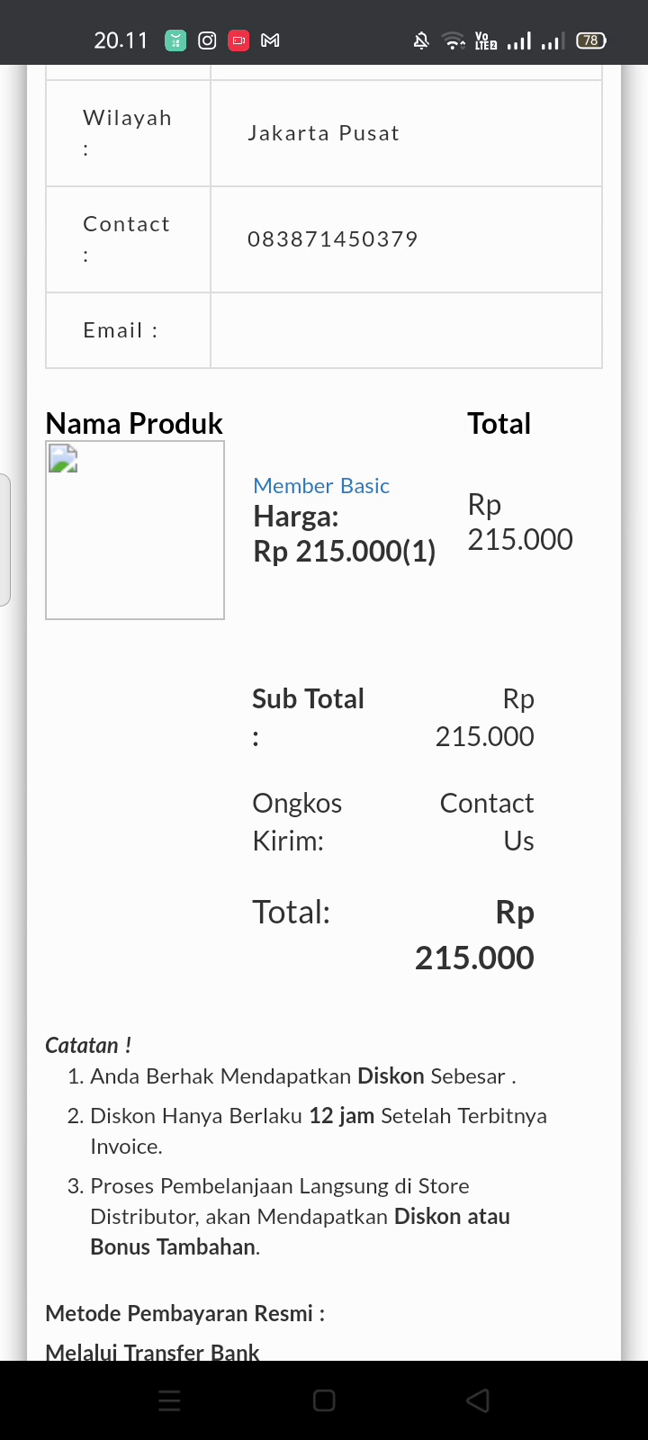 20.11
Vo
LTE2
78
Wilayah
:
Jakarta Pusat
Contact
:
083871450379
Email :
Nama Produk
Total
Member Basic
Harga:
Rp 215.000(1)
Rp
215.000
Sub Total
:
Rp
215.000
Ongkos
Kirim:
Contact
Us
Total:
Rp
215.000
Catatan !
1. Anda Berhak Mendapatkan Diskon Sebesar .
2. Diskon Hanya Berlaku 12 jam Setelah Terbitnya
Invoice.
3. Proses Pembelanjaan Langsung di Store
Distributor, akan Mendapatkan Diskon atau
Bonus Tambahan.
Metode Pembayaran Resmi :
Melalui Transfer Bank